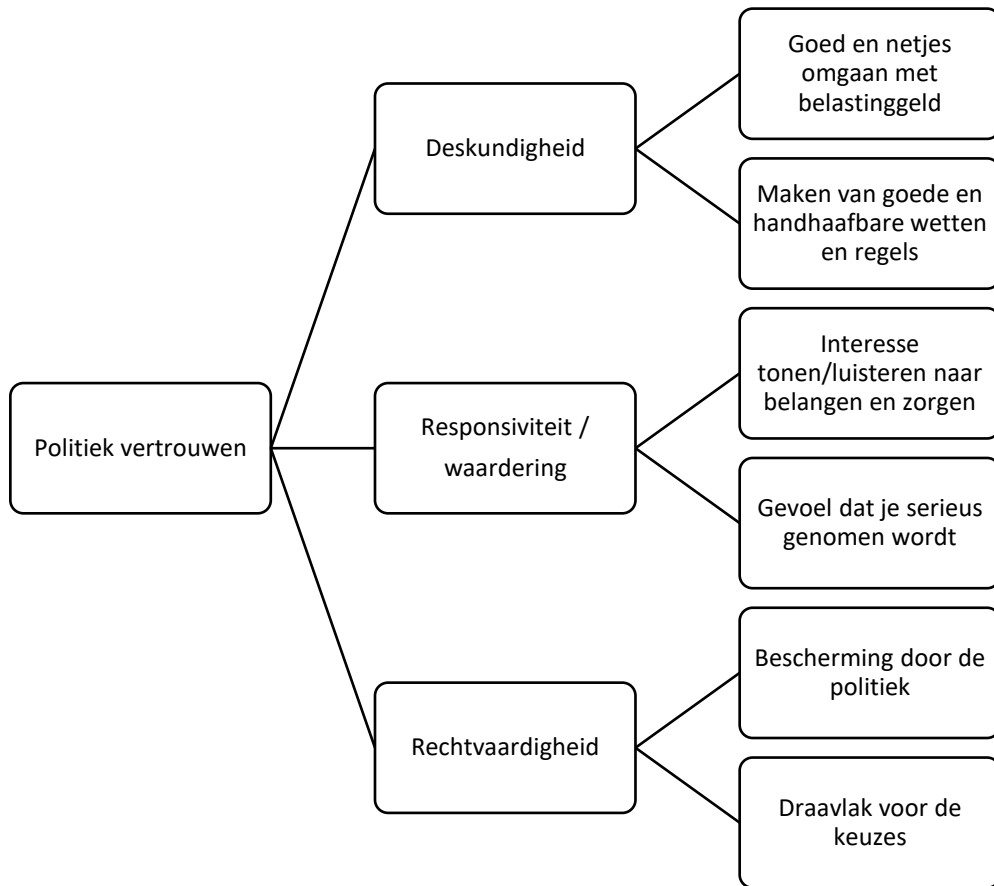 Politiek vertrouwen
Deskundigheid
Goed en netjes
omgaan met
belastinggeld
Maken van goede en
handhaafbare wetten
en regels
Responsiviteit /
waardering
Interesse
tonen/luisteren naar
belangen en zorgen
Gevoel dat je serieus
genomen wordt
Rechtvaardigheid
Bescherming door de
politiek
Draavlak voor de
keuzes